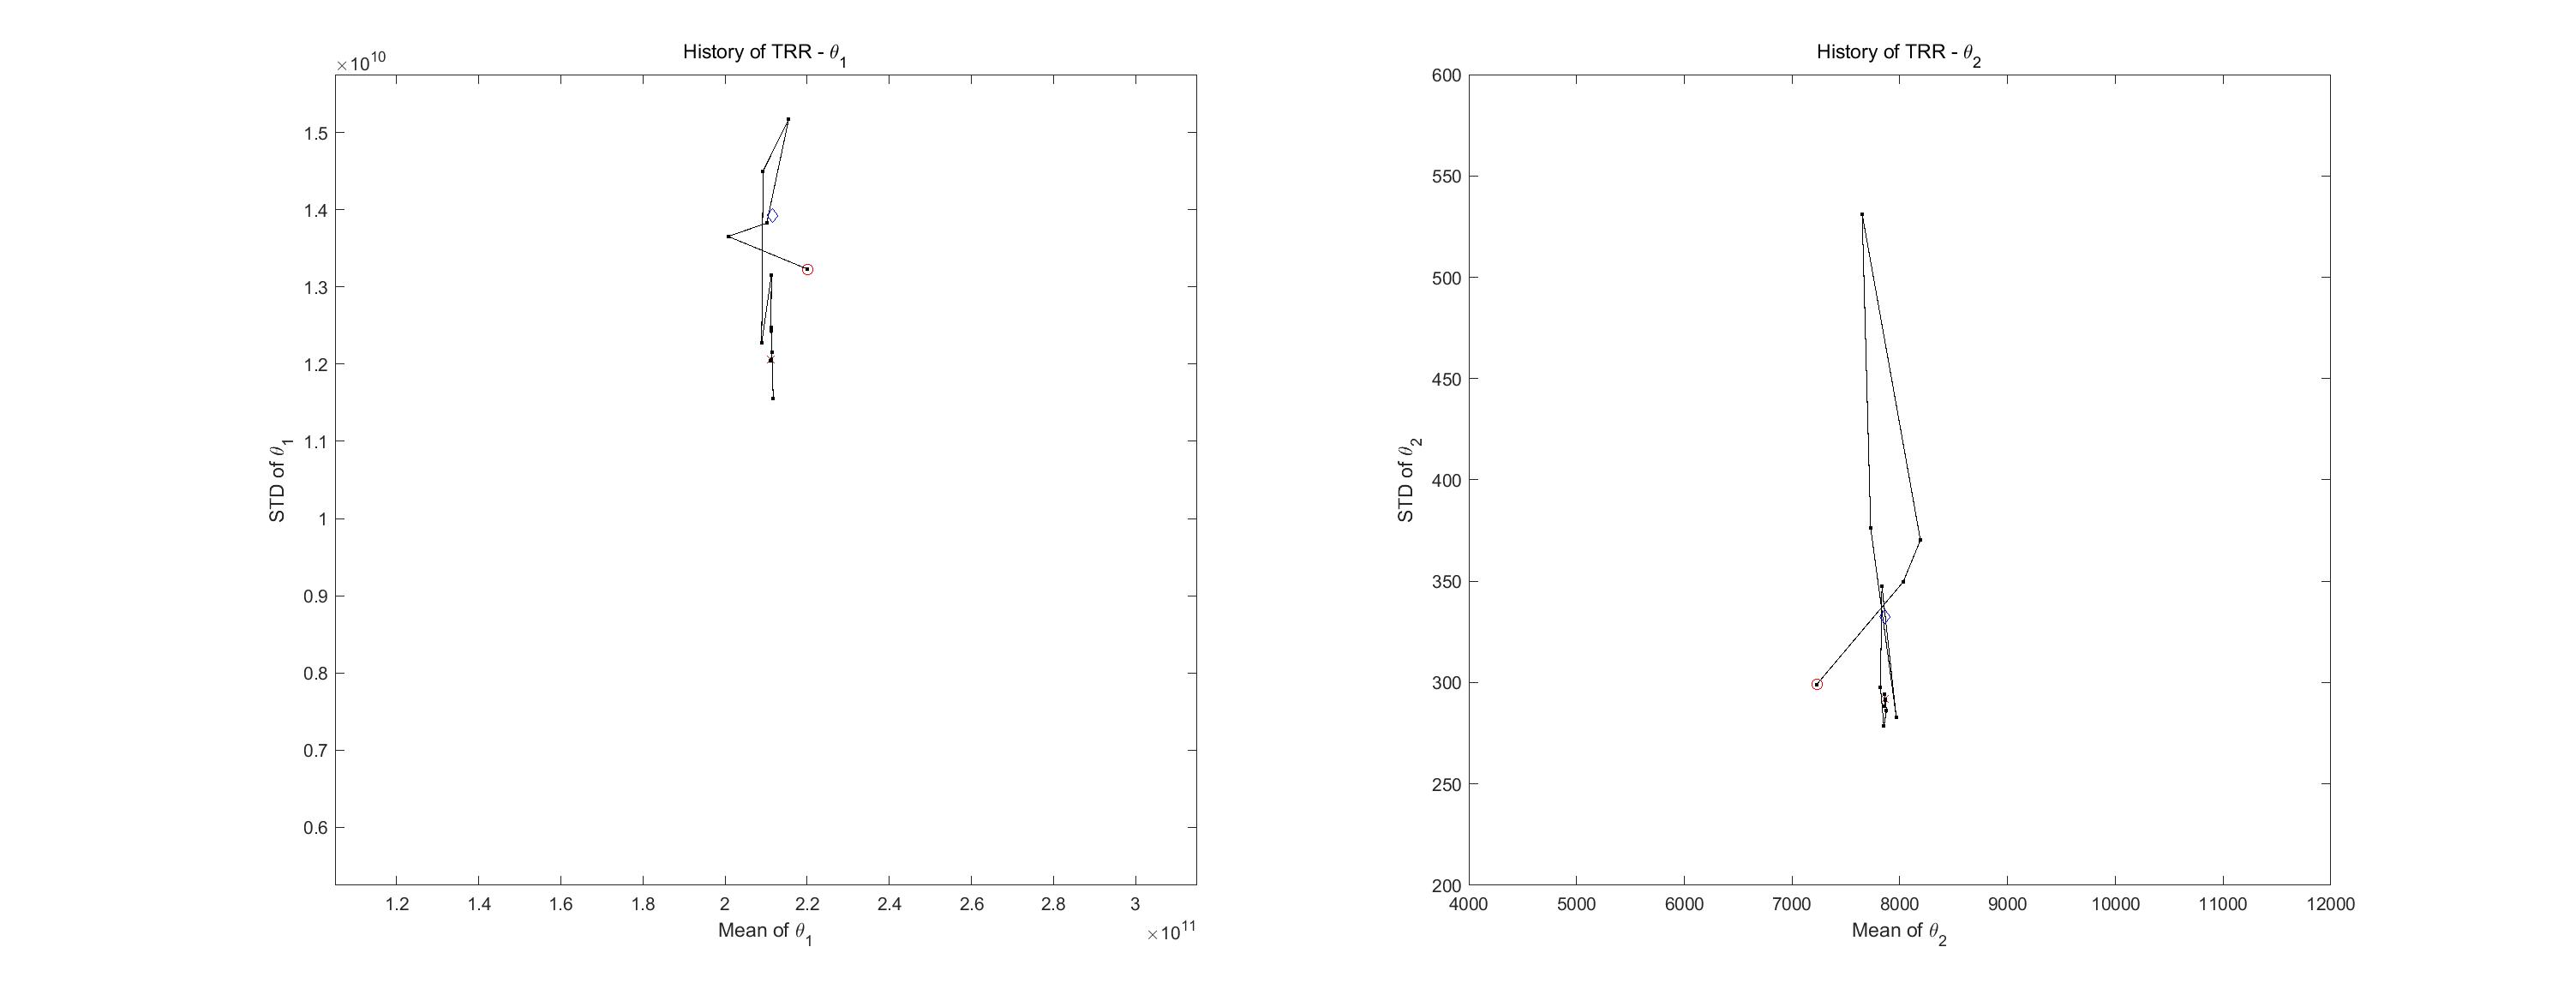 History of TRR - θ1
×10^10
1.5
1.4
1.3
1.2
1.1
1
0.9
0.8
0.7
0.6
STD of θ1
1.2 1.4 1.6 1.8 2 2.2 2.4 2.6 2.8 3
Mean of θ1
×10^11
History of TRR - θ2
600
550
500
450
400
350
300
250
200
STD of θ2
4000 5000 6000 7000 8000 9000 10000 11000 12000
Mean of θ2